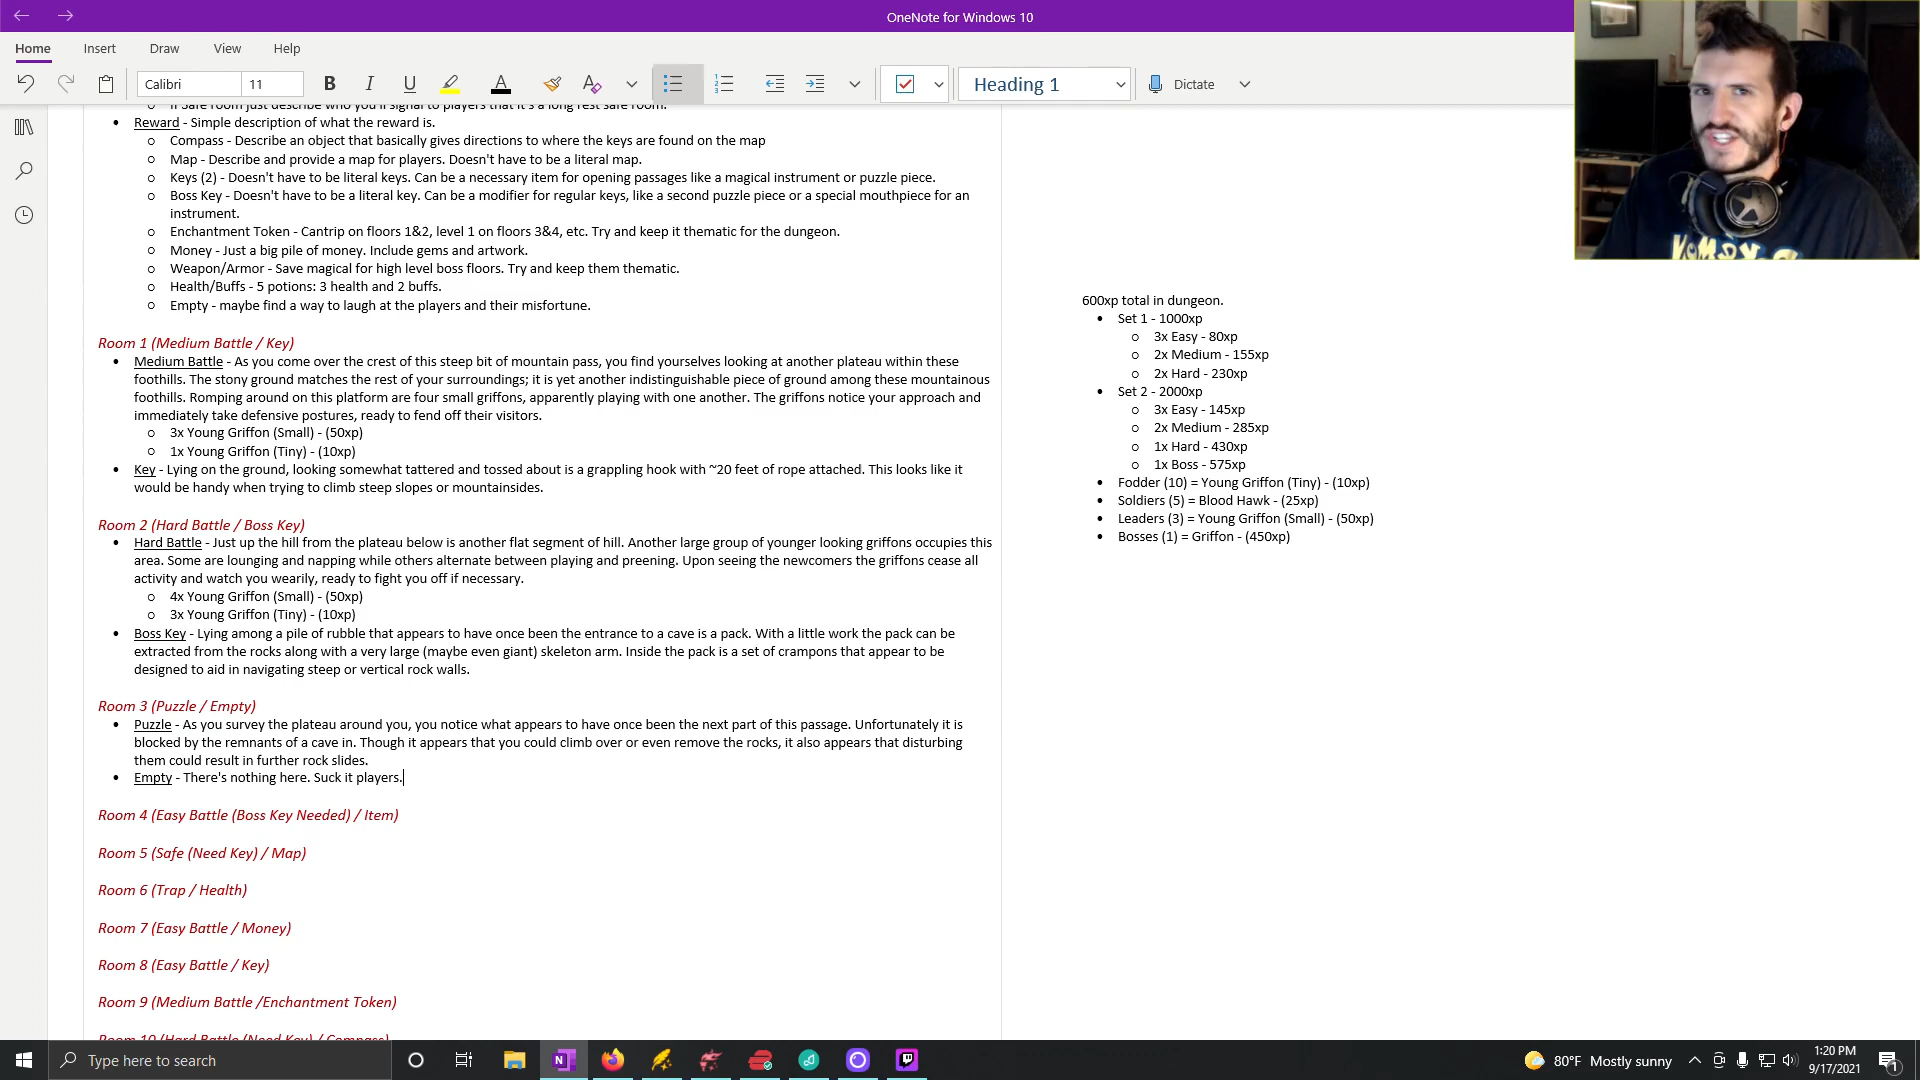 OneNote for Windows 10
Home Insert Draw View Help
Calibri 11 B I U A A Heading 1 Dictate
If Safe room just describe who you'll signal to players that it's a long rest safe room.
Reward - Simple description of what the reward is.
Compass - Describe an object that basically gives directions to where the keys are found on the map
Map - Describe and provide a map for players. Doesn't have to be a literal map.
Keys (2) - Doesn't have to be literal keys. Can be a necessary item for opening passages like a magical instrument or puzzle piece.
Boss Key - Doesn't have to be a literal key. Can be a modifier for regular keys, like a second puzzle piece or a special mouthpiece for an
instrument.
Enchantment Token - Cantrip on floors 1&2, level 1 on floors 3&4, etc. Try and keep it thematic for the dungeon.
Money - Just a big pile of money. Include gems and artwork.
Weapon/Armor - Save magical for high level boss floors. Try and keep them thematic.
Health/Buffs - 5 potions: 3 health and 2 buffs.
Empty - maybe find a way to laugh at the players and their misfortune.
Room 1 (Medium Battle / Key)
Medium Battle - As you come over the crest of this steep bit of mountain pass, you find yourselves looking at another plateau within these
foothills. The stony ground matches the rest of your surroundings; it is yet another indistinguishable piece of ground among these mountainous
foothills. Romping around on this platform are four small griffons, apparently playing with one another. The griffons notice your approach and
immediately take defensive postures, ready to fend off their visitors.
3x Young Griffon (Small) - (50xp)
1x Young Griffon (Tiny) - (10xp)
Key - Lying on the ground, looking somewhat tattered and tossed about is a grappling hook with ~20 feet of rope attached. This looks like it
would be handy when trying to climb steep slopes or mountainsides.
Room 2 (Hard Battle / Boss Key)
Hard Battle - Just up the hill from the plateau below is another flat segment of hill. Another large group of younger looking griffons occupies this
area. Some are lounging and napping while others alternate between playing and preening. Upon seeing the newcomers the griffons cease all
activity and watch you wearily, ready to fight you off if necessary.
4x Young Griffon (Small) - (50xp)
3x Young Griffon (Tiny) - (10xp)
Boss Key - Lying among a pile of rubble that appears to have once been the entrance to a cave is a pack. With a little work the pack can be
extracted from the rocks along with a very large (maybe even giant) skeleton arm. Inside the pack is a set of crampons that appear to be
designed to aid in navigating steep or vertical rock walls.
Room 3 (Puzzle / Empty)
Puzzle - As you survey the plateau around you, you notice what appears to have once been the next part of this passage. Unfortunately it is
blocked by the remnants of a cave in. Though it appears that you could climb over or even remove the rocks, it also appears that disturbing
them could result in further rock slides.
Empty - There's nothing here. Suck it players.
Room 4 (Easy Battle (Boss Key Needed) / Item)
Room 5 (Safe (Need Key) / Map)
Room 6 (Trap / Health)
Room 7 (Easy Battle / Money)
Room 8 (Easy Battle / Key)
Room 9 (Medium Battle /Enchantment Token)
Room 10 (Hard Battle (Need Key) / Compass)
600xp total in dungeon.
Set 1 - 1000xp
3x Easy - 80xp
2x Medium - 155xp
2x Hard - 230xp
Set 2 - 2000xp
3x Easy - 145xp
2x Medium - 285xp
1x Hard - 430xp
1x Boss - 575xp
Fodder (10) = Young Griffon (Tiny) - (10xp)
Soldiers (5) = Blood Hawk - (25xp)
Leaders (3) = Young Griffon (Small) - (50xp)
Bosses (1) = Griffon - (450xp)
Type here to search
80°F Mostly sunny
1:20 PM
9/17/2021
1